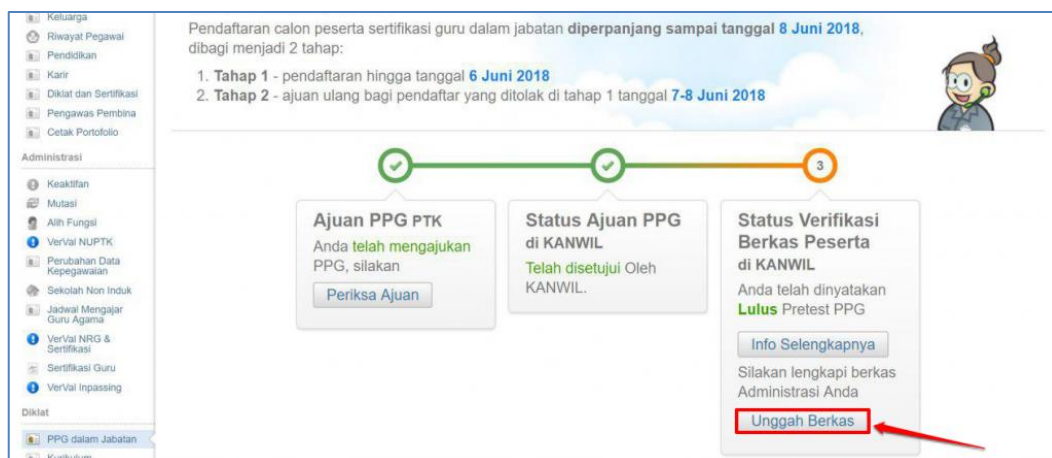 Keluarga
Riwayat Pegawai
Pendidikan
Karir
Diklat dan Sertifikasi
Pengawas Pembina
Cetak Portofolio
Administrasi
Keaktifan
Mutasi
Alih Fungsi
VerVal NUPTK
Perubahan Data
Kepegawaian
Sekolah Non Induk
Jadwal Mengajar
Guru Agama
VerVal NRG &
Sertifikasi
Sertifikasi Guru
VerVal Inpassing
Diklat
PPG dalam Jabatan
Kurikulum
Pendaftaran calon peserta sertifikasi guru dalam jabatan diperpanjang sampai tanggal 8 Juni 2018,
dibagi menjadi 2 tahap:
1. Tahap 1 - pendaftaran hingga tanggal 6 Juni 2018
2. Tahap 2 - ajuan ulang bagi pendaftar yang ditolak di tahap 1 tanggal 7-8 Juni 2018
3
Ajuan PPG PTK
Anda telah mengajukan
PPG, silakan
Periksa Ajuan
Status Ajuan PPG
di KANWIL
Telah disetujui Oleh
KANWIL.
Status Verifikasi
Berkas Peserta
di KANWIL
Anda telah dinyatakan
Lulus Pretest PPG
Info Selengkapnya
Silakan lengkapi berkas
Administrasi Anda
Unggah Berkas